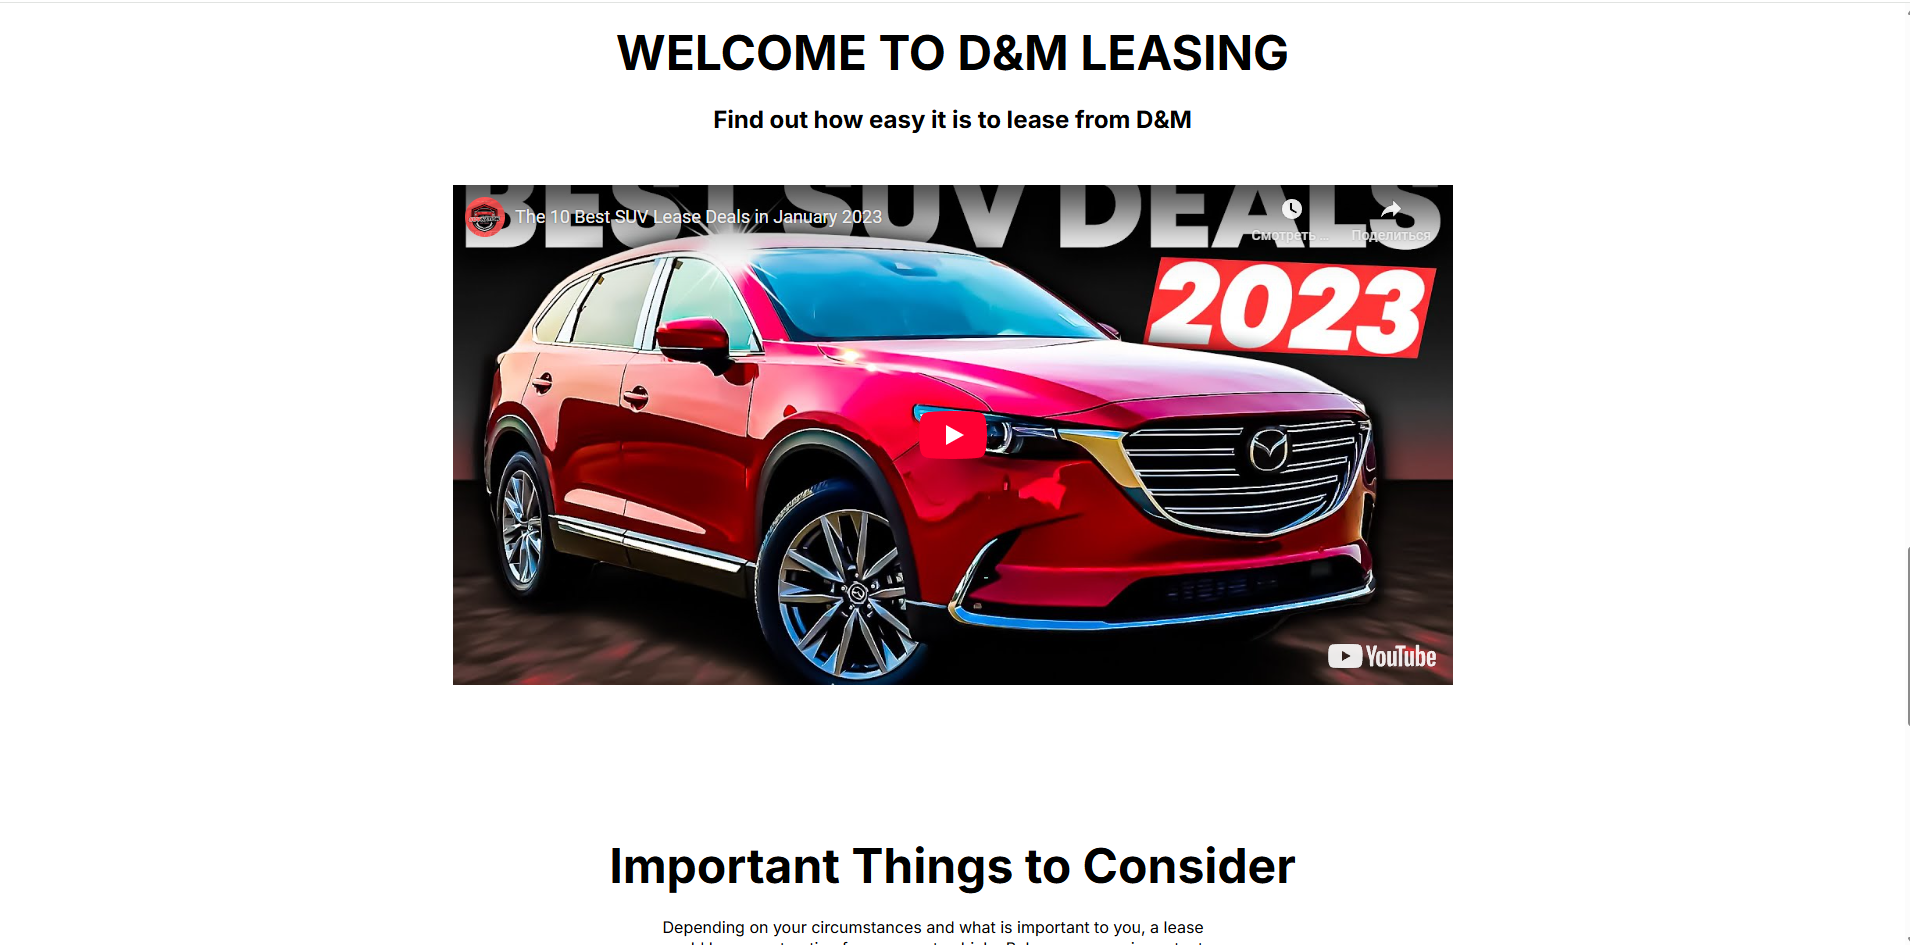 WELCOME TO D&M LEASING
Find out how easy it is to lease from D&M
BEST SUV DEALS
The 10 Best SUV Lease Deals in January 2023
Смотреть ...
Поделиться
2023
YouTube
Important Things to Consider
Depending on your circumstances and what is important to you, a lease